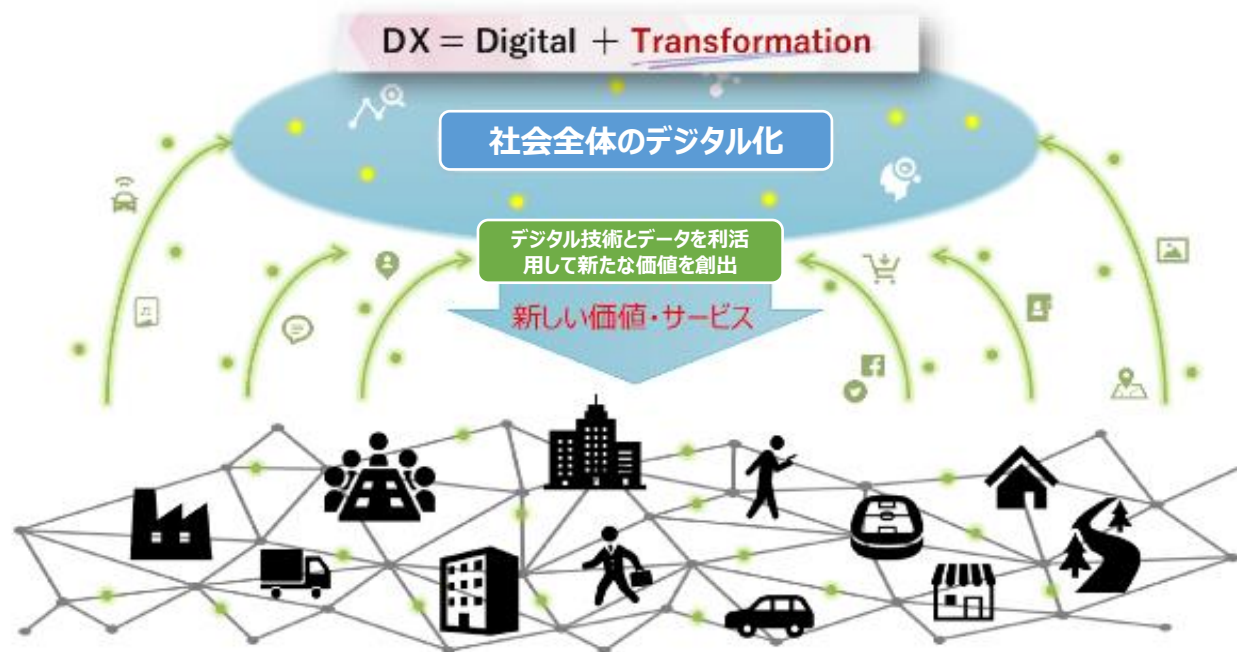 DX = Digital + Transformation
社会全体のデジタル化
デジタル技術とデータを利活
用して新たな価値を創出
新しい価値・サービス